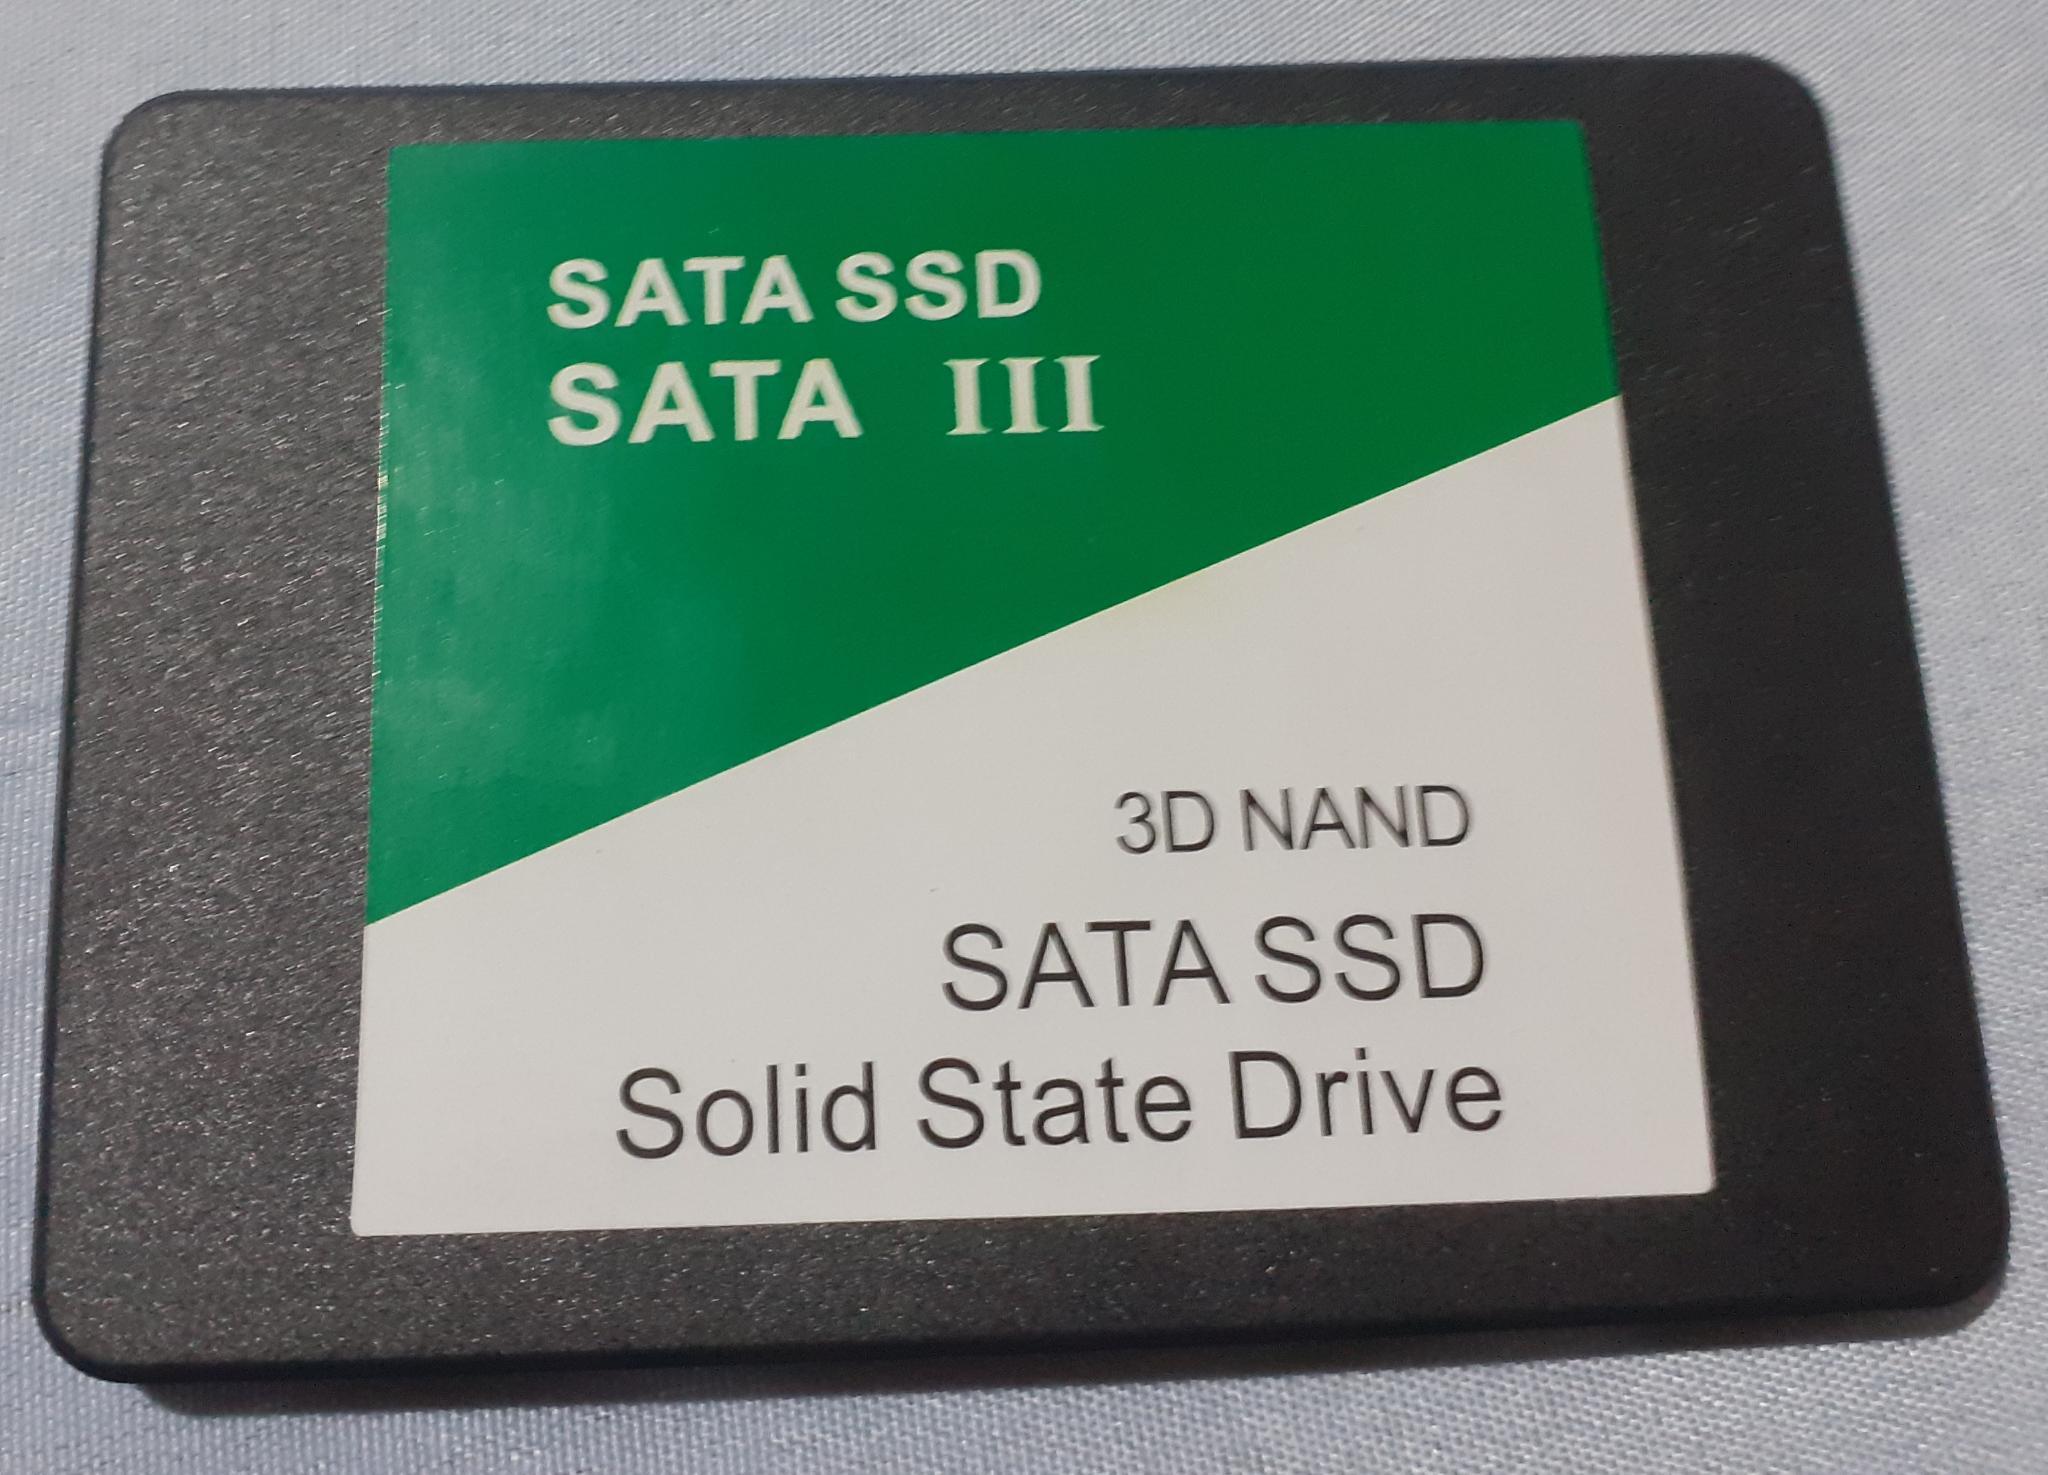 SATA SSD
SATA III
3D NAND
SATA SSD
Solid State Drive